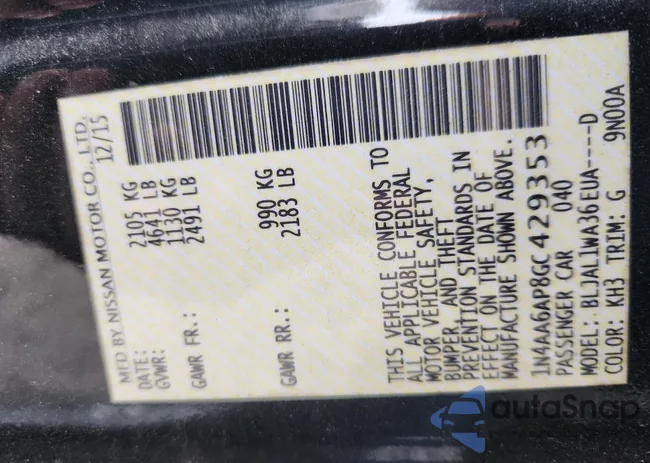 MFD BY NISSAN MOTOR CO., LTD.
DATE: 12/15
GVWR: 2105 KG
4641 LB
GAWR FR.: 1130 KG
2491 LB
GAWR RR.: 990 KG
2183 LB
THIS VEHICLE CONFORMS TO
ALL APPLICABLE FEDERAL
MOTOR VEHICLE SAFETY,
BUMPER, AND THEFT
PREVENTION STANDARDS IN
EFFECT ON THE DATE OF
MANUFACTURE SHOWN ABOVE.
1N4AA6AP8GC429353
PASSENGER CAR 040
MODEL: BLJAL1WA36EUA----D
COLOR: KH3 TRIM: G 9N00A
autoSnap